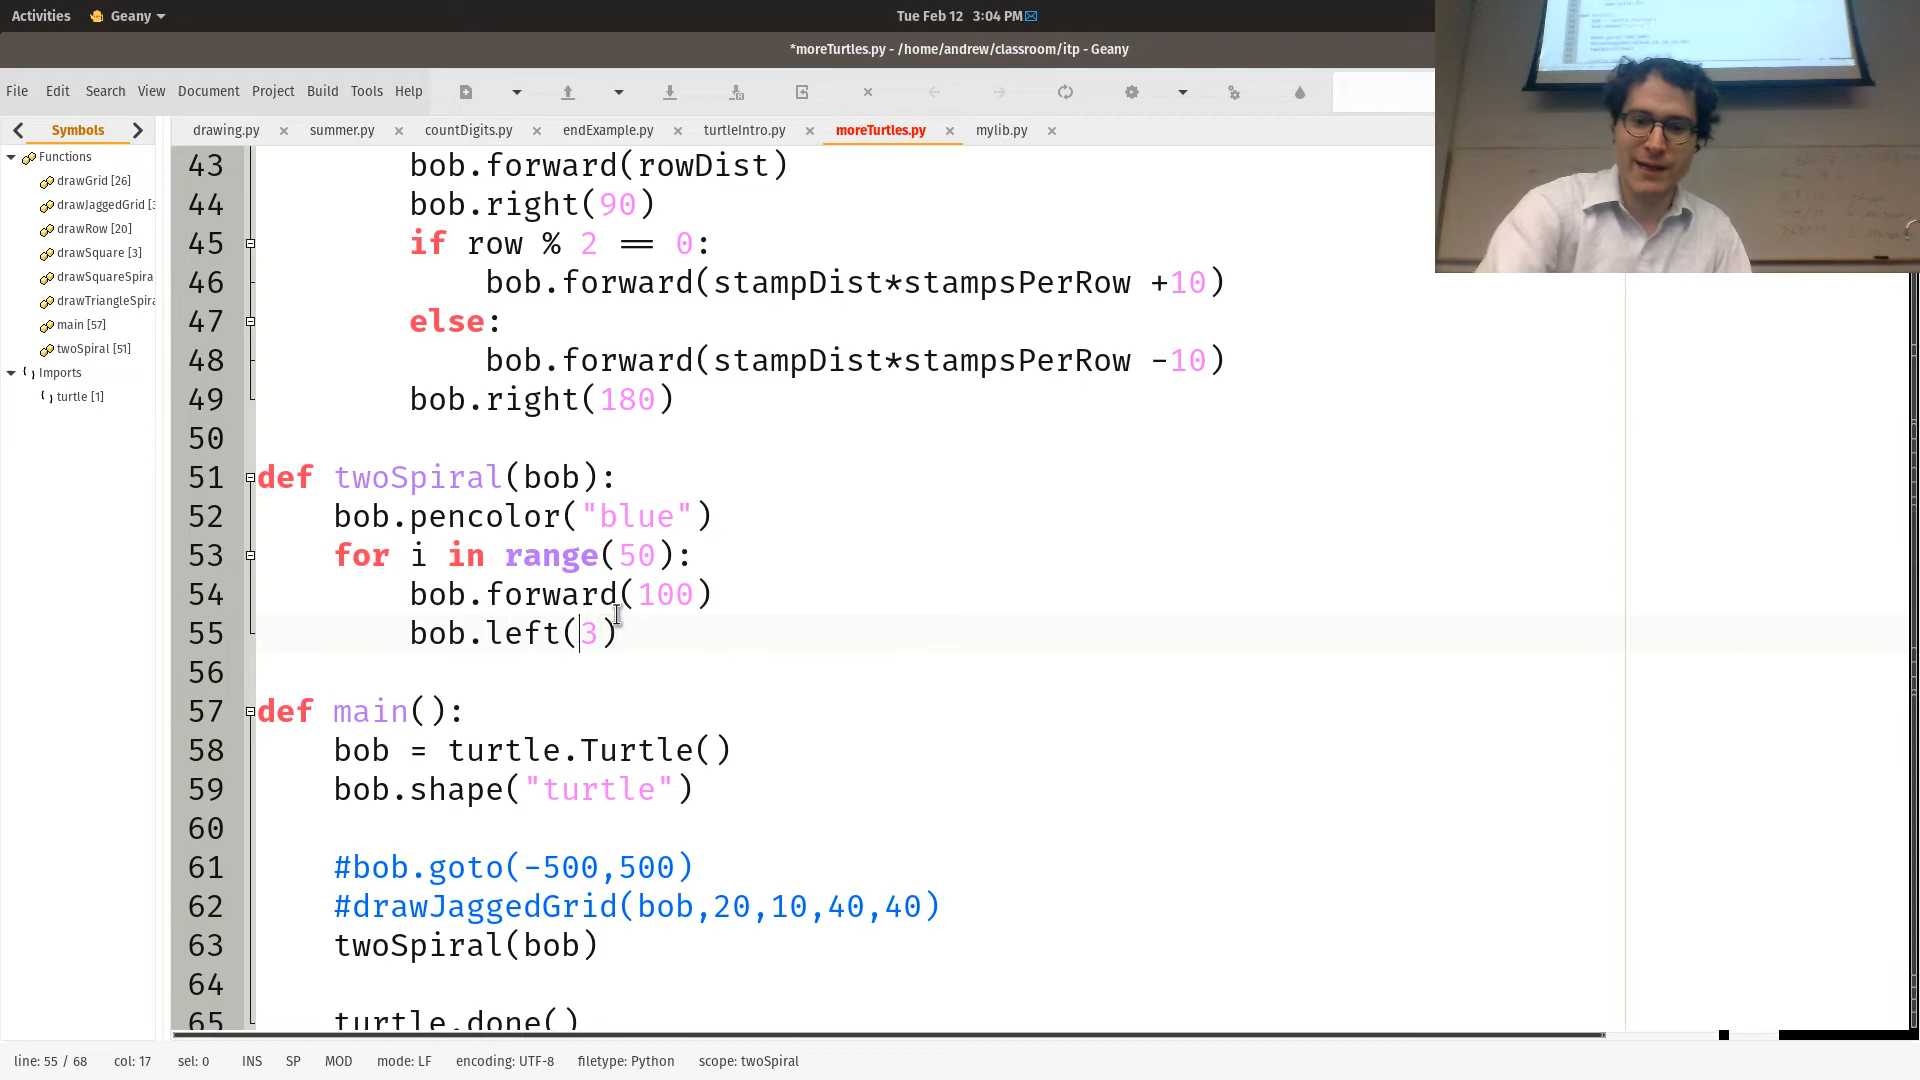 Activities Geany Tue Feb 12 3:04 PM
*moreTurtles.py - /home/andrew/classroom/itp - Geany
File Edit Search View Document Project Build Tools Help
Symbols drawing.py summer.py countDigits.py endExample.py turtleIntro.py moreTurtles.py mylib.py
Functions
drawGrid [26]
drawJaggedGrid [3
drawRow [20]
drawSquare [3]
drawSquareSpira
drawTriangleSpira
main [57]
twoSpiral [51]
Imports
turtle [1]
43 bob.forward(rowDist)
44 bob.right(90)
45 if row % 2 == 0:
46 bob.forward(stampDist*stampsPerRow +10)
47 else:
48 bob.forward(stampDist*stampsPerRow -10)
49 bob.right(180)
50
51 def twoSpiral(bob):
52 bob.pencolor("blue")
53 for i in range(50):
54 bob.forward(100)
55 bob.left(3)
56
57 def main():
58 bob = turtle.Turtle()
59 bob.shape("turtle")
60
61 #bob.goto(-500,500)
62 #drawJaggedGrid(bob,20,10,40,40)
63 twoSpiral(bob)
64
65 turtle.done()
line: 55 / 68 col: 17 sel: 0 INS SP MOD mode: LF encoding: UTF-8 filetype: Python scope: twoSpiral